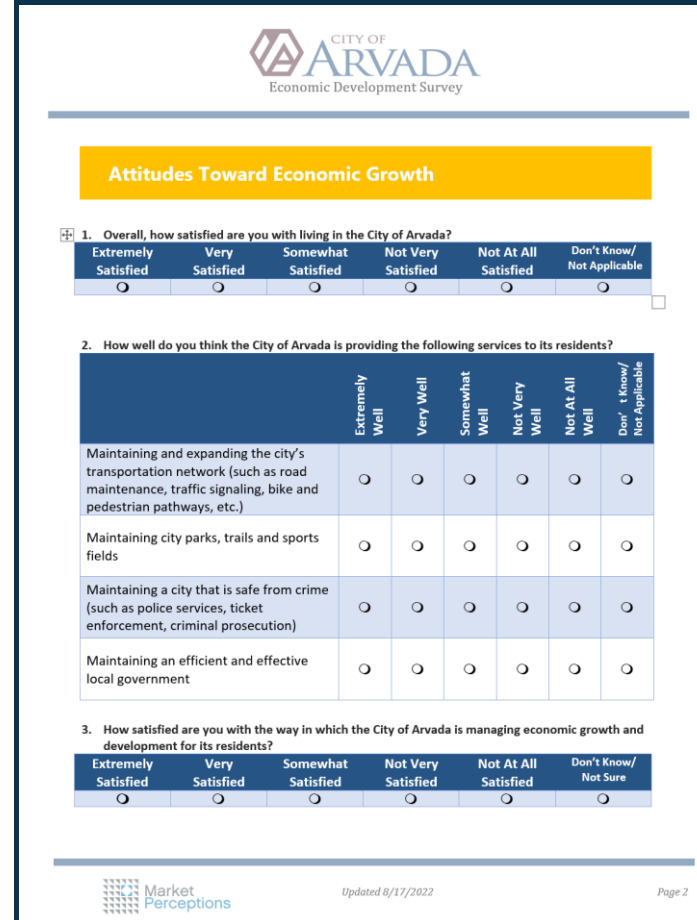 CITY OF
ARVADA
Economic Development Survey
Attitudes Toward Economic Growth
1. Overall, how satisfied are you with living in the City of Arvada?
Extremely Satisfied Very Satisfied Somewhat Satisfied Not Very Satisfied Not At All Satisfied Don't Know/ Not Applicable
2. How well do you think the City of Arvada is providing the following services to its residents?
Extremely Well Very Well Somewhat Well Not Very Well Not At All Well Don' t Know/ Not Applicable
Maintaining and expanding the city's
transportation network (such as road
maintenance, traffic signaling, bike and
pedestrian pathways, etc.)
Maintaining city parks, trails and sports
fields
Maintaining a city that is safe from crime
(such as police services, ticket
enforcement, criminal prosecution)
Maintaining an efficient and effective
local government
3. How satisfied are you with the way in which the City of Arvada is managing economic growth and
development for its residents?
Extremely Satisfied Very Satisfied Somewhat Satisfied Not Very Satisfied Not At All Satisfied Don't Know/ Not Sure
Market
Perceptions
Updated 8/17/2022
Page 2